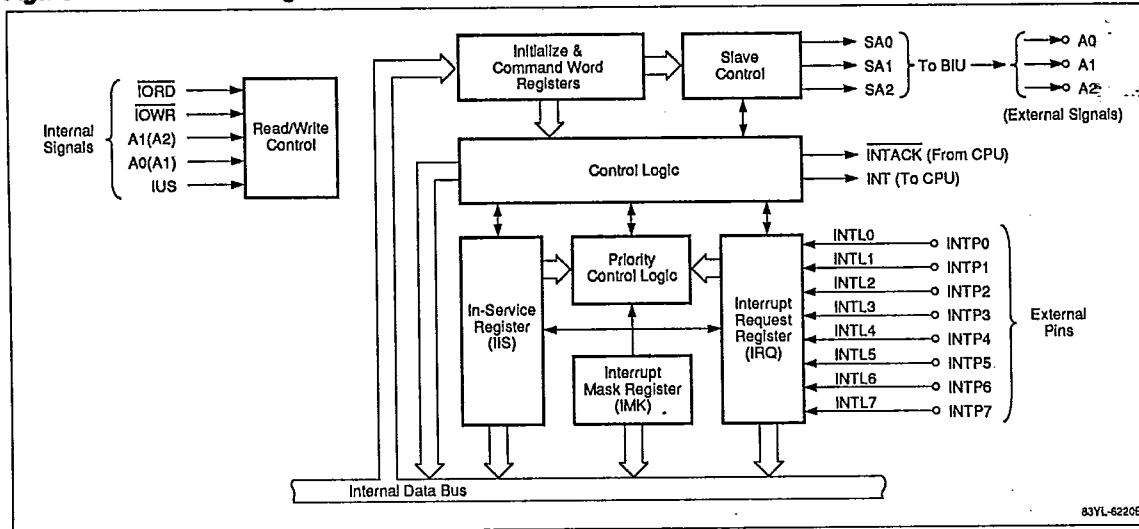 Internal
Signals
IORD
IOWR
A1(A2)
A0(A1)
IUS
Read/Write
Control
Initialize &
Command Word
Registers
Slave
Control
SA0
SA1
SA2
To BIU
A0
A1
A2
(External Signals)
Control Logic
INTACK (From CPU)
INT (To CPU)
In-Service
Register
(IIS)
Priority
Control Logic
Interrupt
Mask Register
(IMK)
Interrupt
Request
Register
(IRQ)
INTL0 INTP0
INTL1 INTP1
INTL2 INTP2
INTL3 INTP3
INTL4 INTP4
INTL5 INTP5
INTL6 INTP6
INTL7 INTP7
External
Pins
Internal Data Bus